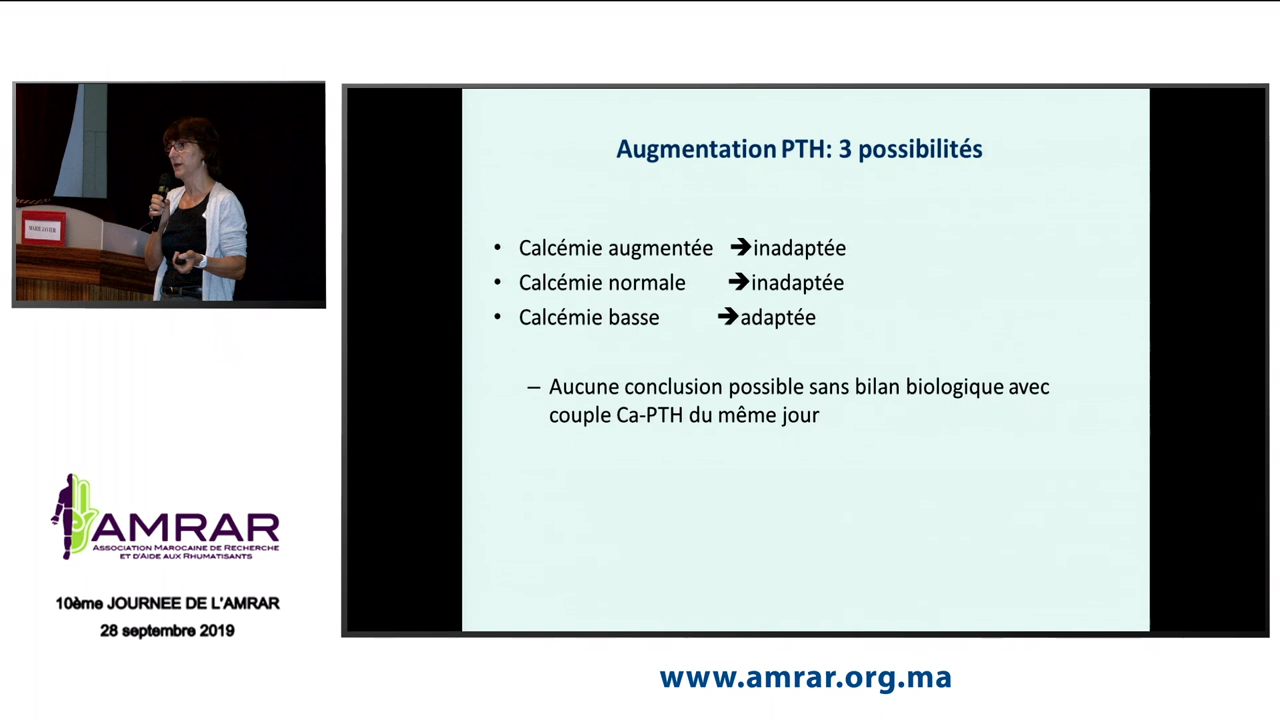 MARIE JAVIER
Augmentation PTH: 3 possibilités
• Calcémie augmentée ➔inadaptée
• Calcémie normale ➔inadaptée
• Calcémie basse ➔adaptée
– Aucune conclusion possible sans bilan biologique avec
couple Ca-PTH du même jour
AMRAR
ASSOCIATION MAROCAINE DE RECHERCHE
ET D'AIDE AUX RHUMATISANTS
10ème JOURNEE DE L'AMRAR
28 septembre 2019
www.amrar.org.ma